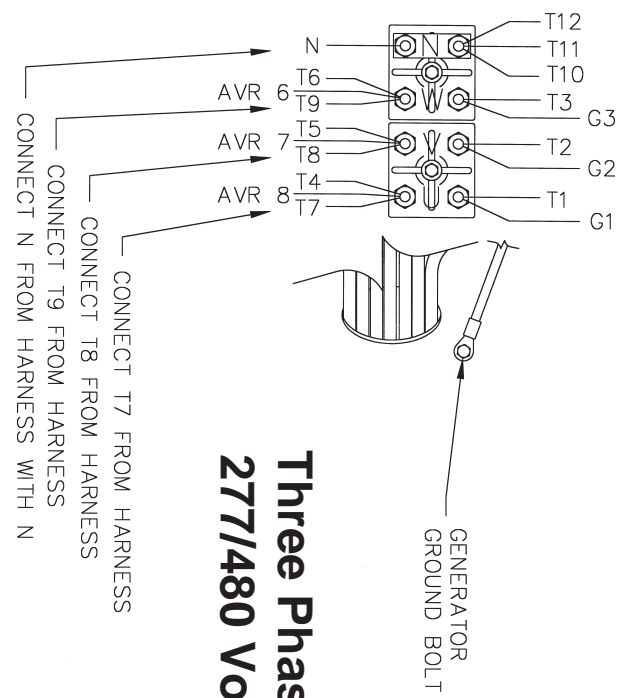 N
N
T12
T11
T10
T6
AVR 6
T9
T3
G3
T5
AVR 7
T8
T2
G2
T4
AVR 8
T7
T1
G1
CONNECT N FROM HARNESS WITH N
CONNECT T9 FROM HARNESS
CONNECT T8 FROM HARNESS
CONNECT T7 FROM HARNESS
GENERATOR
GROUND BOLT
Three Phas
277/480 Vo